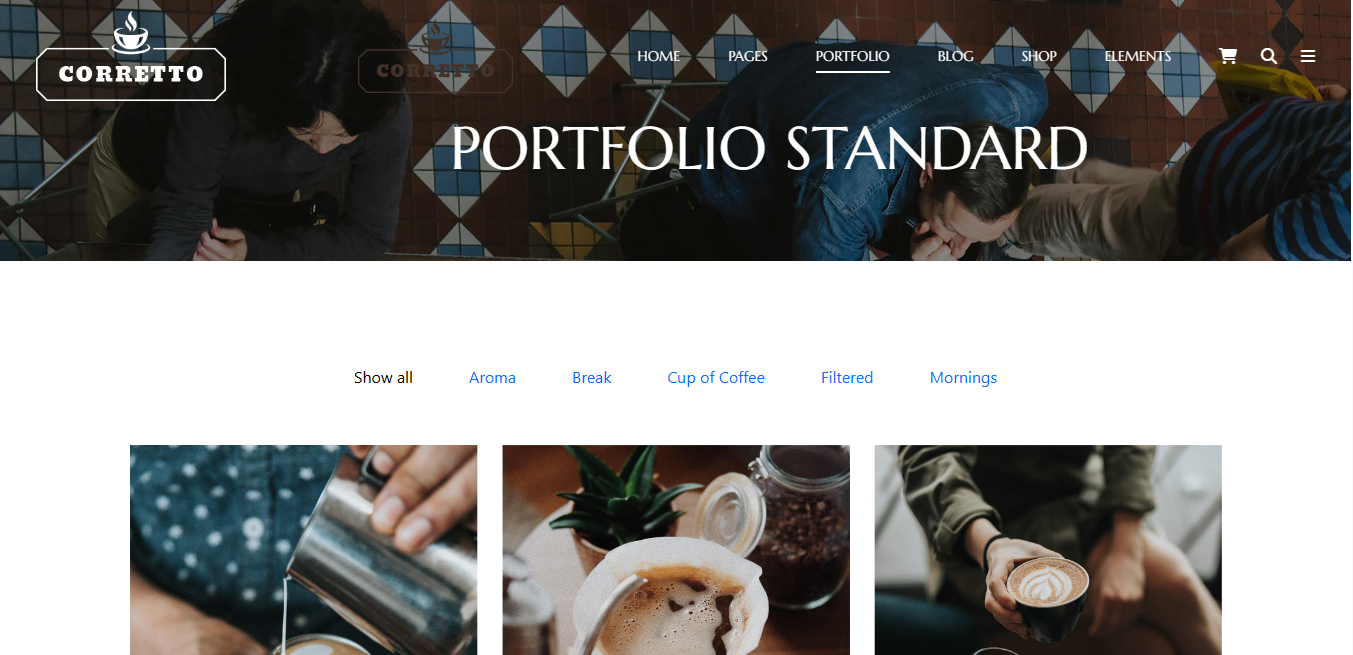 CORRETTO
CORRETTO
HOME PAGES PORTFOLIO BLOG SHOP ELEMENTS
PORTFOLIO STANDARD
Show all Aroma Break Cup of Coffee Filtered Mornings